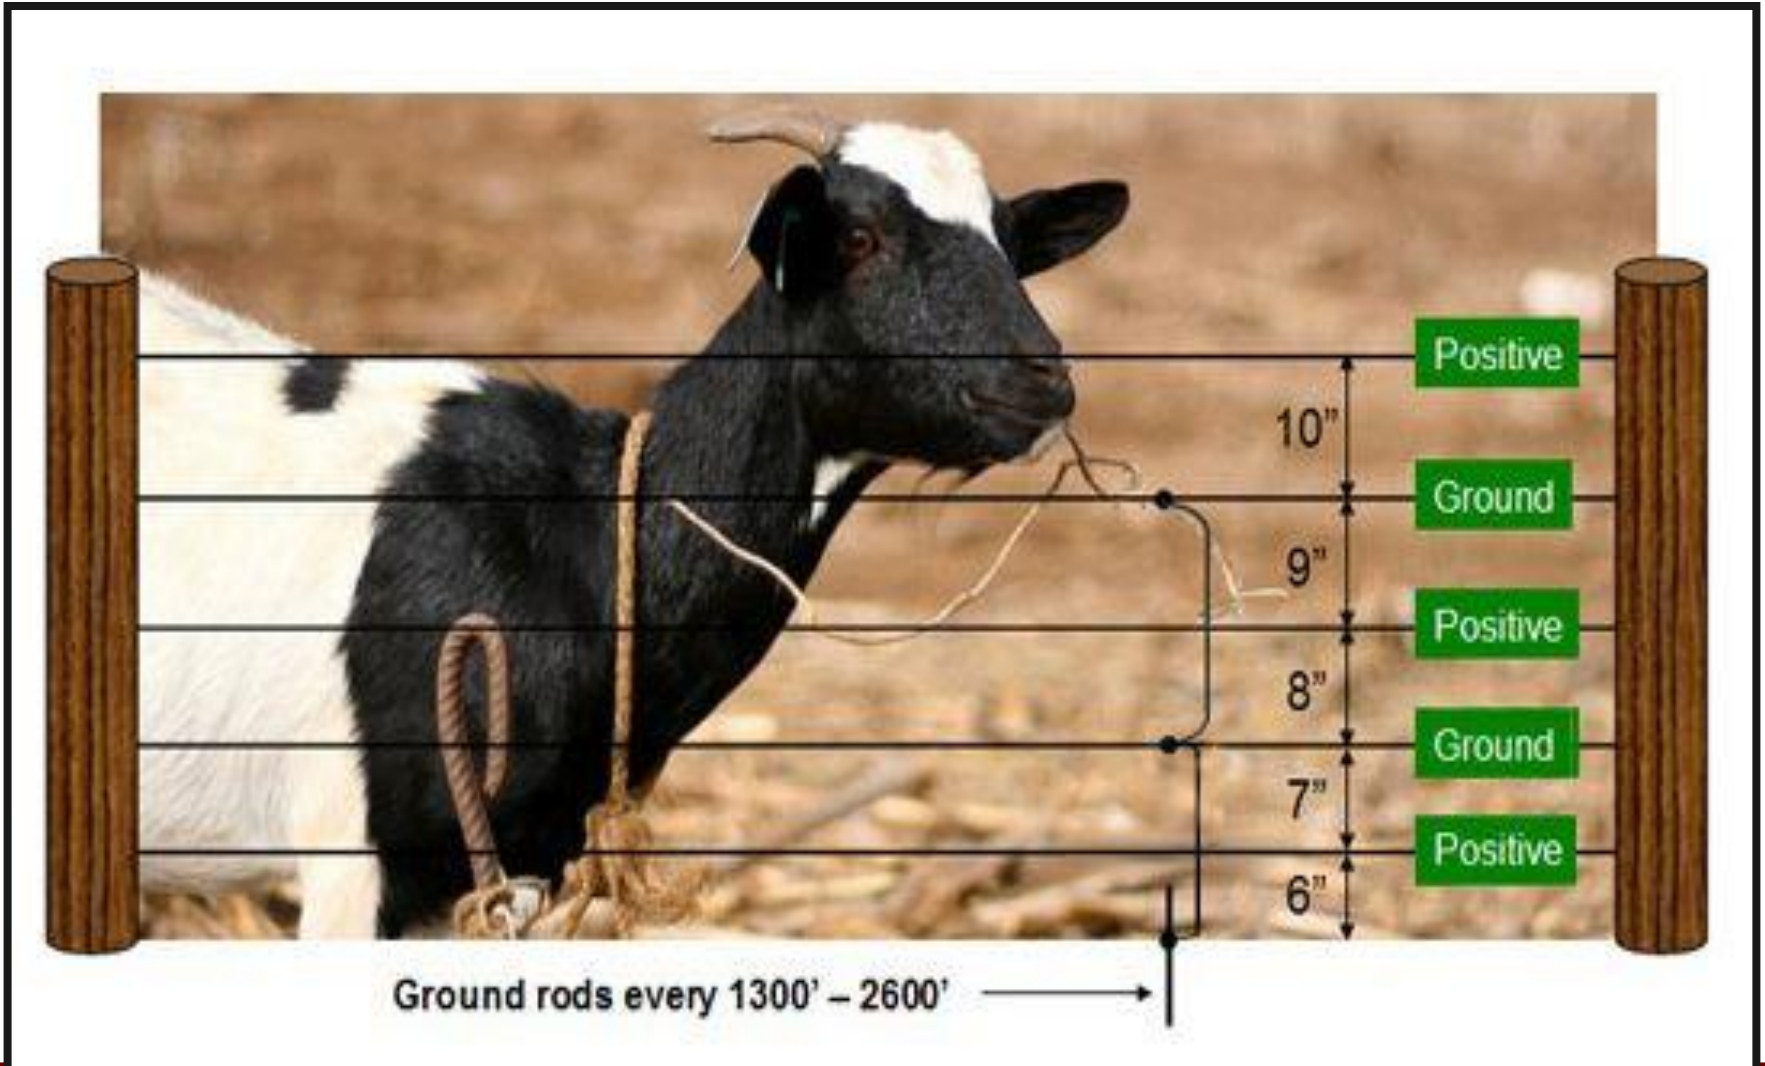 Positive
10”
Ground
9”
Positive
8”
Ground
7”
Positive
6”
Ground rods every 1300’ – 2600’